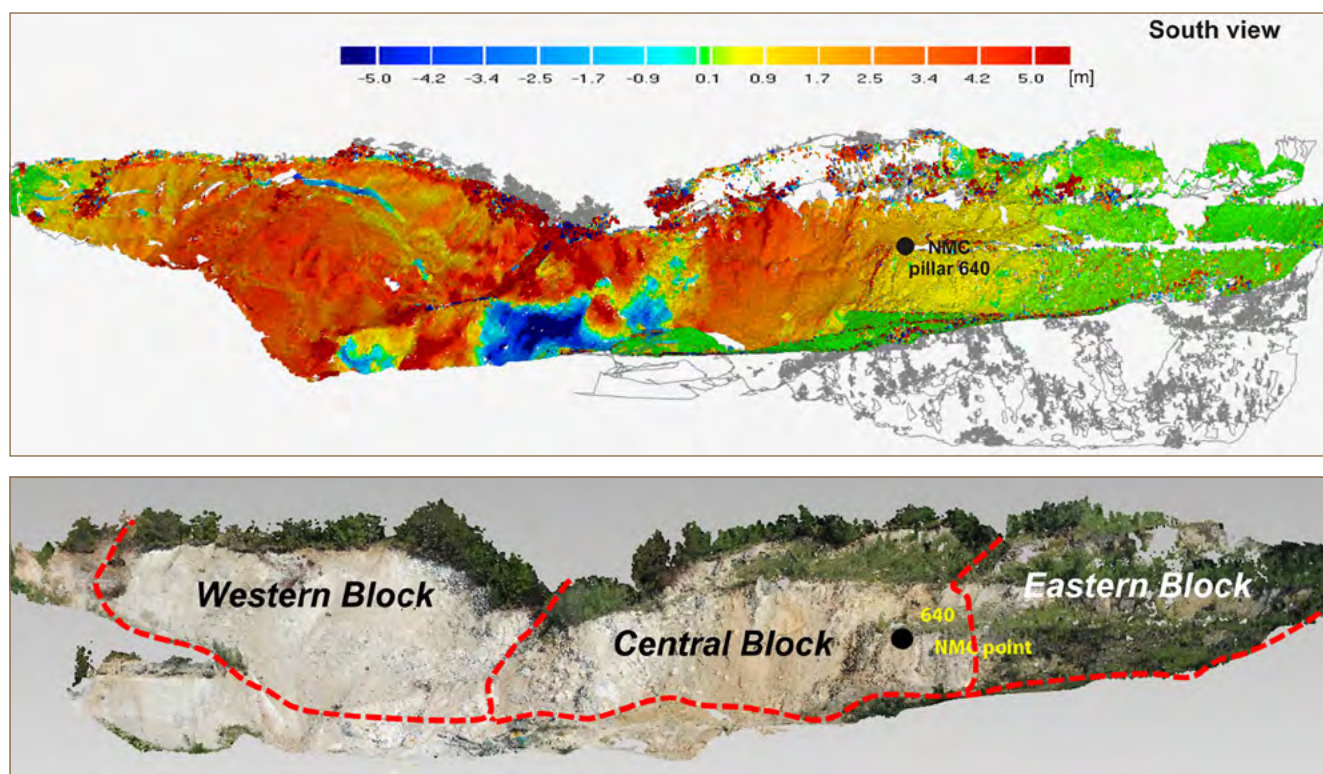 South view
-5.0 -4.2 -3.4 -2.5 -1.7 -0.9 0.1 0.9 1.7 2.5 3.4 4.2 5.0 [m]
NMC
pillar 640
Western Block
Central Block
Eastern Block
640
NMC point